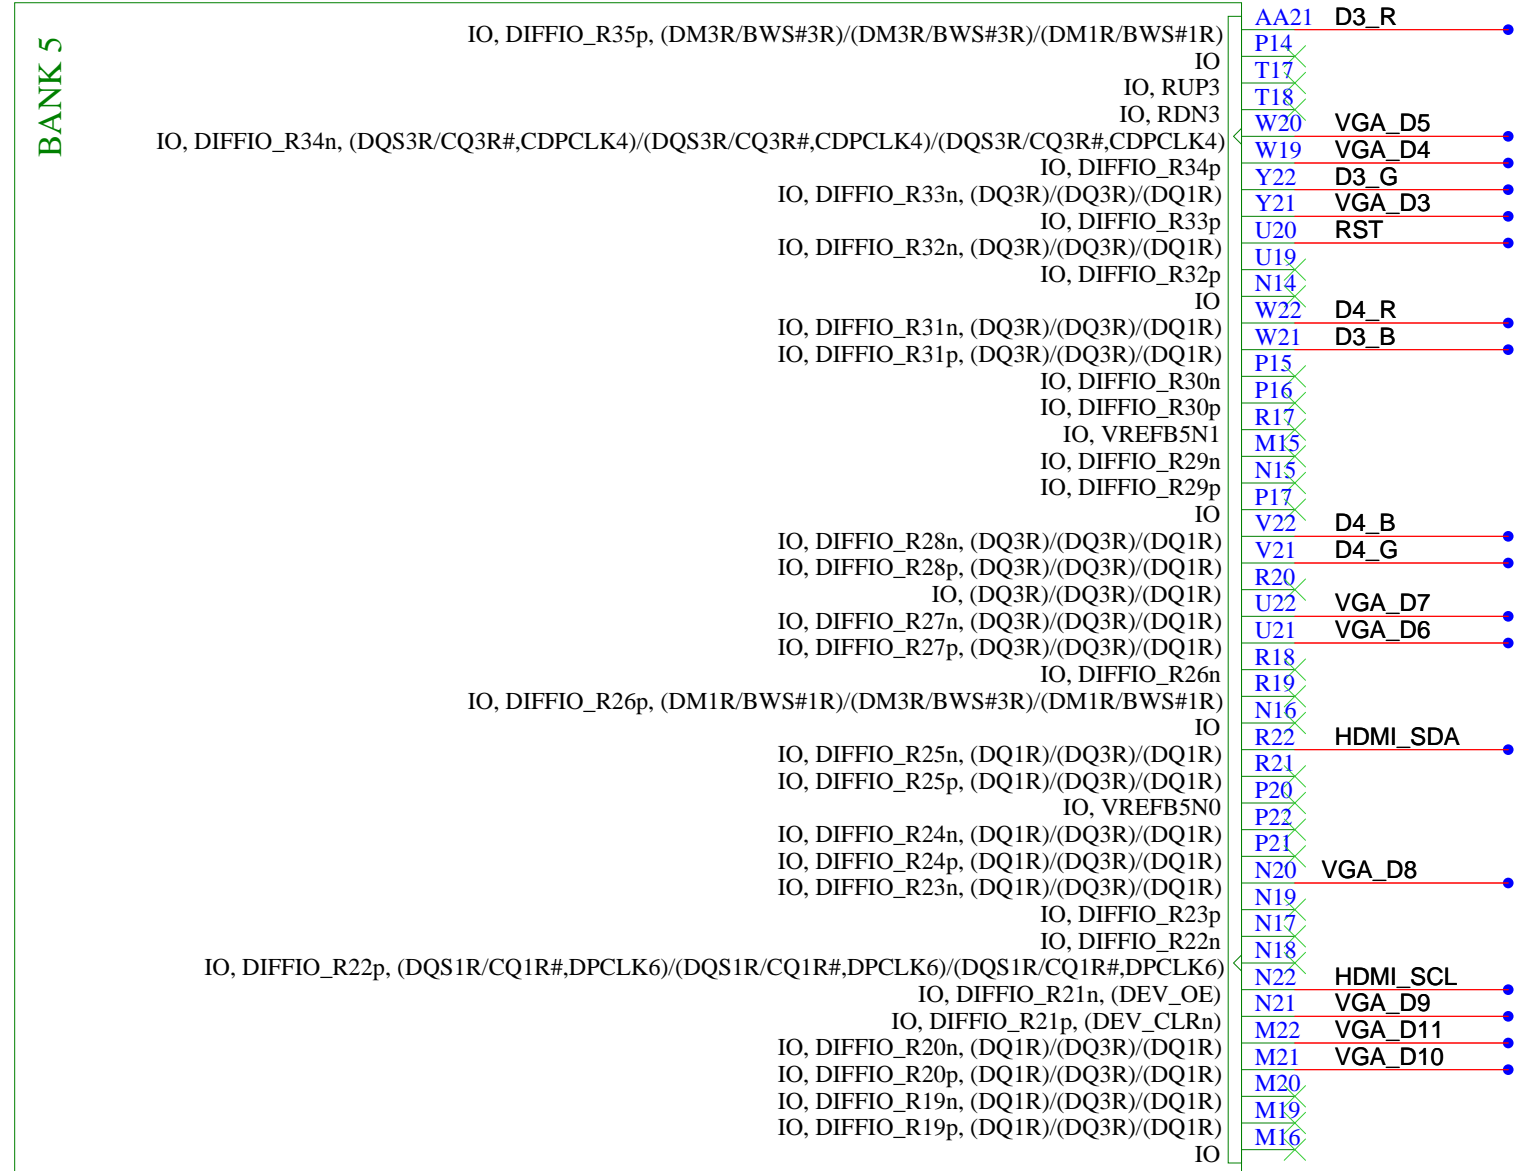 BANK 5
IO, DIFFIO_R35p, (DM3R/BWS#3R)/(DM3R/BWS#3R)/(DM1R/BWS#1R) AA21 D3_R
IO P14
IO, RUP3 T17
IO, RDN3 T18
IO, DIFFIO_R34n, (DQS3R/CQ3R#,CDPCLK4)/(DQS3R/CQ3R#,CDPCLK4)/(DQS3R/CQ3R#,CDPCLK4) W20 VGA_D5
IO, DIFFIO_R34p W19 VGA_D4
IO, DIFFIO_R33n, (DQ3R)/(DQ3R)/(DQ1R) Y22 D3_G
IO, DIFFIO_R33p Y21 VGA_D3
IO, DIFFIO_R32n, (DQ3R)/(DQ3R)/(DQ1R) U20 RST
IO, DIFFIO_R32p U19
IO N14
IO, DIFFIO_R31n, (DQ3R)/(DQ3R)/(DQ1R) W22 D4_R
IO, DIFFIO_R31p, (DQ3R)/(DQ3R)/(DQ1R) W21 D3_B
IO, DIFFIO_R30n P15
IO, DIFFIO_R30p P16
IO, VREFB5N1 R17
IO, DIFFIO_R29n M15
IO, DIFFIO_R29p N15
IO P17
IO, DIFFIO_R28n, (DQ3R)/(DQ3R)/(DQ1R) V22 D4_B
IO, DIFFIO_R28p, (DQ3R)/(DQ3R)/(DQ1R) V21 D4_G
IO, (DQ3R)/(DQ3R)/(DQ1R) R20
IO, DIFFIO_R27n, (DQ3R)/(DQ3R)/(DQ1R) U22 VGA_D7
IO, DIFFIO_R27p, (DQ3R)/(DQ3R)/(DQ1R) U21 VGA_D6
IO, DIFFIO_R26n R18
IO, DIFFIO_R26p, (DM1R/BWS#1R)/(DM3R/BWS#3R)/(DM1R/BWS#1R) R19
IO N16
IO, DIFFIO_R25n, (DQ1R)/(DQ3R)/(DQ1R) R22 HDMI_SDA
IO, DIFFIO_R25p, (DQ1R)/(DQ3R)/(DQ1R) R21
IO, VREFB5N0 P20
IO, DIFFIO_R24n, (DQ1R)/(DQ3R)/(DQ1R) P22
IO, DIFFIO_R24p, (DQ1R)/(DQ3R)/(DQ1R) P21
IO, DIFFIO_R23n, (DQ1R)/(DQ3R)/(DQ1R) N20 VGA_D8
IO, DIFFIO_R23p N19
IO, DIFFIO_R22n N17
IO, DIFFIO_R22p, (DQS1R/CQ1R#,DPCLK6)/(DQS1R/CQ1R#,DPCLK6)/(DQS1R/CQ1R#,DPCLK6) N18
IO, DIFFIO_R21n, (DEV_OE) N22 HDMI_SCL
IO, DIFFIO_R21p, (DEV_CLRn) N21 VGA_D9
IO, DIFFIO_R20n, (DQ1R)/(DQ3R)/(DQ1R) M22 VGA_D11
IO, DIFFIO_R20p, (DQ1R)/(DQ3R)/(DQ1R) M21 VGA_D10
IO, DIFFIO_R19n, (DQ1R)/(DQ3R)/(DQ1R) M20
IO, DIFFIO_R19p, (DQ1R)/(DQ3R)/(DQ1R) M19
IO M16